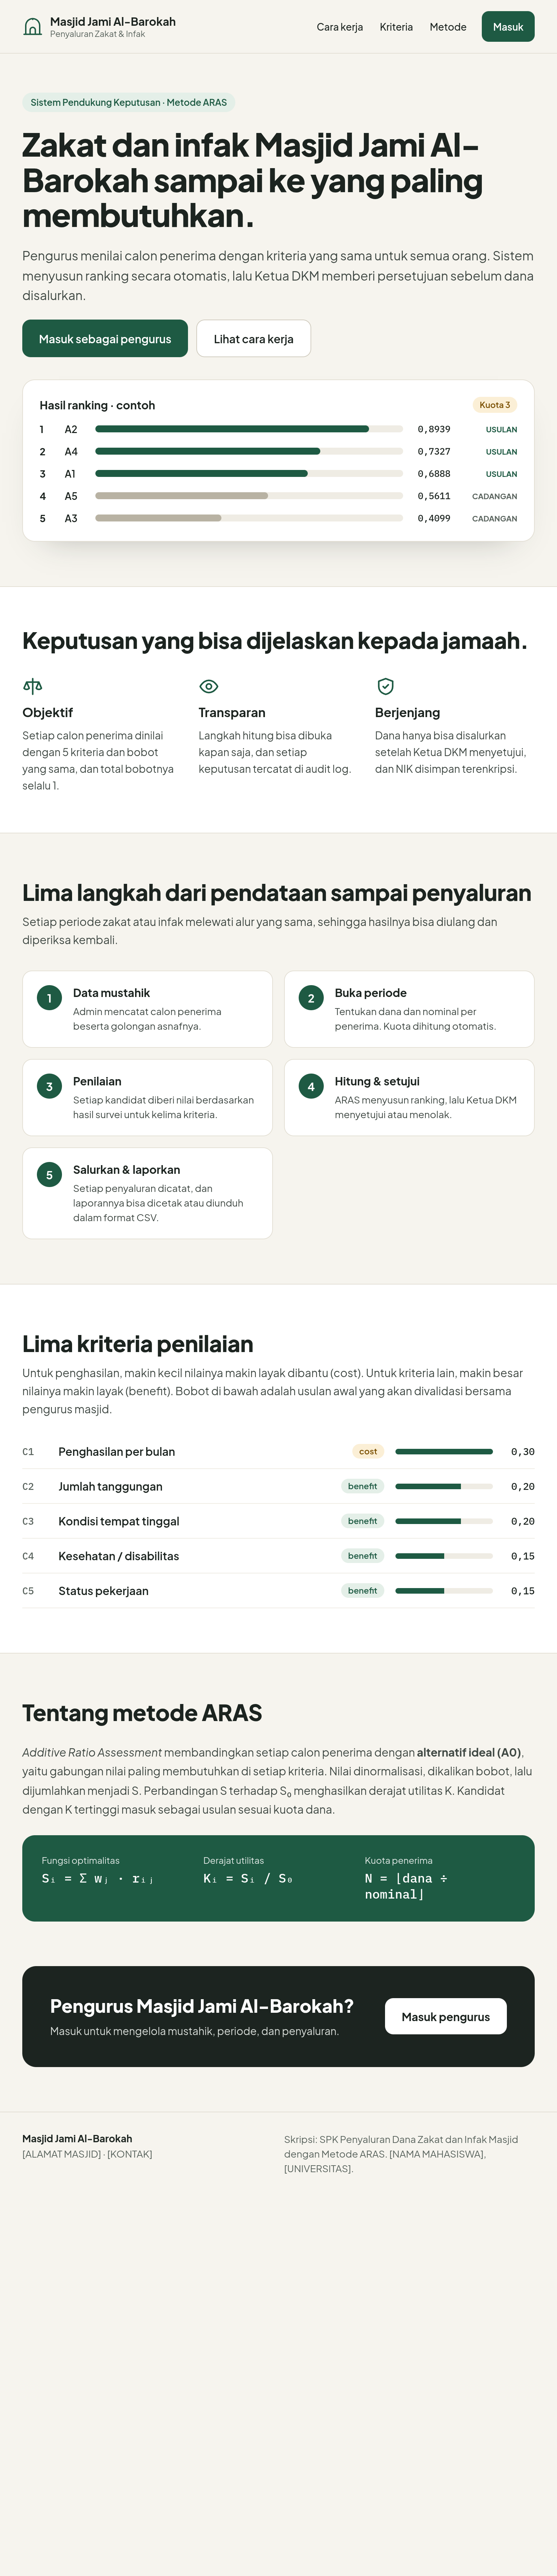 Masjid Jami Al-Barokah
Penyaluran Zakat & Infak
Cara kerja
Kriteria
Metode
Masuk
Sistem Pendukung Keputusan · Metode ARAS
Zakat dan infak Masjid Jami Al-
Barokah sampai ke yang paling
membutuhkan.
Pengurus menilai calon penerima dengan kriteria yang sama untuk semua orang. Sistem
menyusun ranking secara otomatis, lalu Ketua DKM memberi persetujuan sebelum dana
disalurkan.
Masuk sebagai pengurus
Lihat cara kerja
Hasil ranking · contoh
Kuota 3
1 A2 0,8939 USULAN
2 A4 0,7327 USULAN
3 A1 0,6888 USULAN
4 A5 0,5611 CADANGAN
5 A3 0,4099 CADANGAN
Keputusan yang bisa dijelaskan kepada jamaah.
Objektif
Setiap calon penerima dinilai
dengan 5 kriteria dan bobot
yang sama, dan total bobotnya
selalu 1.
Transparan
Langkah hitung bisa dibuka
kapan saja, dan setiap
keputusan tercatat di audit log.
Berjenjang
Dana hanya bisa disalurkan
setelah Ketua DKM menyetujui,
dan NIK disimpan terenkripsi.
Lima langkah dari pendataan sampai penyaluran
Setiap periode zakat atau infak melewati alur yang sama, sehingga hasilnya bisa diulang dan
diperiksa kembali.
1
Data mustahik
Admin mencatat calon penerima
beserta golongan asnafnya.
2
Buka periode
Tentukan dana dan nominal per
penerima. Kuota dihitung otomatis.
3
Penilaian
Setiap kandidat diberi nilai berdasarkan
hasil survei untuk kelima kriteria.
4
Hitung & setujui
ARAS menyusun ranking, lalu Ketua DKM
menyetujui atau menolak.
5
Salurkan & laporkan
Setiap penyaluran dicatat, dan
laporannya bisa dicetak atau diunduh
dalam format CSV.
Lima kriteria penilaian
Untuk penghasilan, makin kecil nilainya makin layak dibantu (cost). Untuk kriteria lain, makin besar
nilainya makin layak (benefit). Bobot di bawah adalah usulan awal yang akan divalidasi bersama
pengurus masjid.
C1 Penghasilan per bulan cost 0,30
C2 Jumlah tanggungan benefit 0,20
C3 Kondisi tempat tinggal benefit 0,20
C4 Kesehatan / disabilitas benefit 0,15
C5 Status pekerjaan benefit 0,15
Tentang metode ARAS
Additive Ratio Assessment membandingkan setiap calon penerima dengan alternatif ideal (A0),
yaitu gabungan nilai paling membutuhkan di setiap kriteria. Nilai dinormalisasi, dikalikan bobot, lalu
dijumlahkan menjadi S. Perbandingan S terhadap S₀ menghasilkan derajat utilitas K. Kandidat
dengan K tertinggi masuk sebagai usulan sesuai kuota dana.
Fungsi optimalitas
Sᵢ = Σ wⱼ · rᵢⱼ
Derajat utilitas
Kᵢ = Sᵢ / S₀
Kuota penerima
N = ⌊dana ÷
nominal⌋
Pengurus Masjid Jami Al-Barokah?
Masuk untuk mengelola mustahik, periode, dan penyaluran.
Masuk pengurus
Masjid Jami Al-Barokah
[ALAMAT MASJID] · [KONTAK]
Skripsi: SPK Penyaluran Dana Zakat dan Infak Masjid
dengan Metode ARAS. [NAMA MAHASISWA],
[UNIVERSITAS].